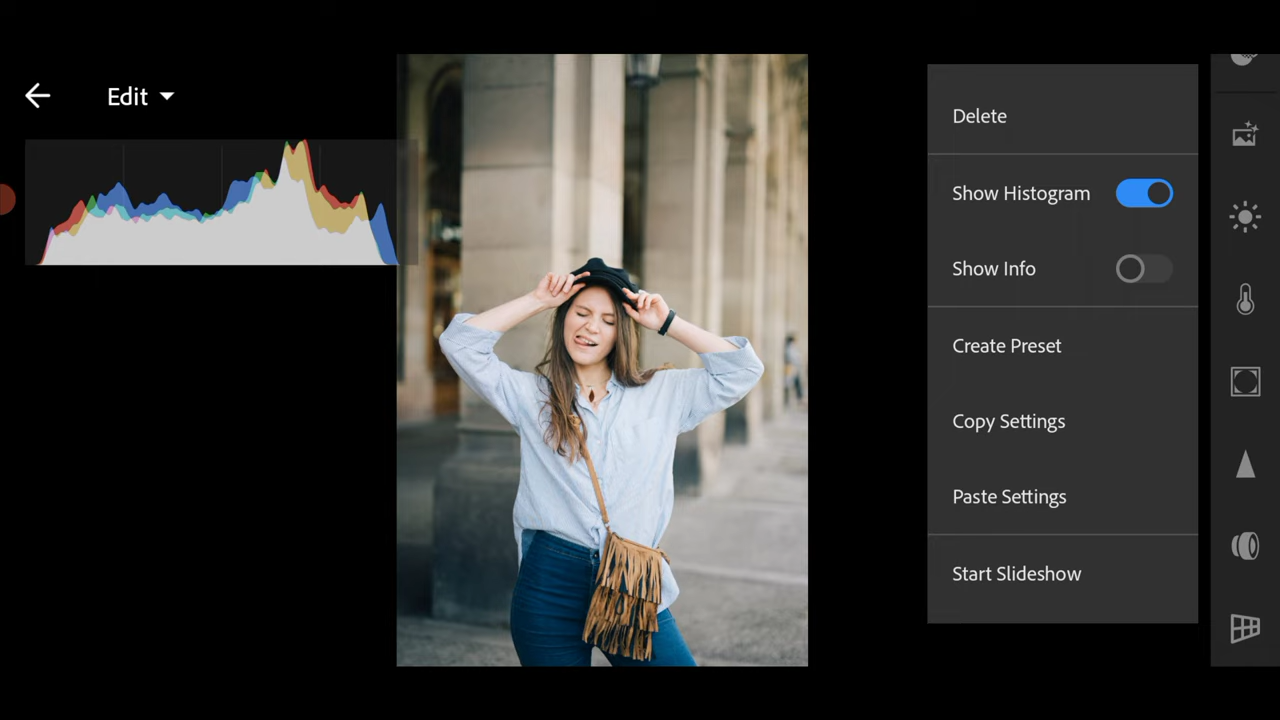 Edit
Delete
Show Histogram
Show Info
Create Preset
Copy Settings
Paste Settings
Start Slideshow